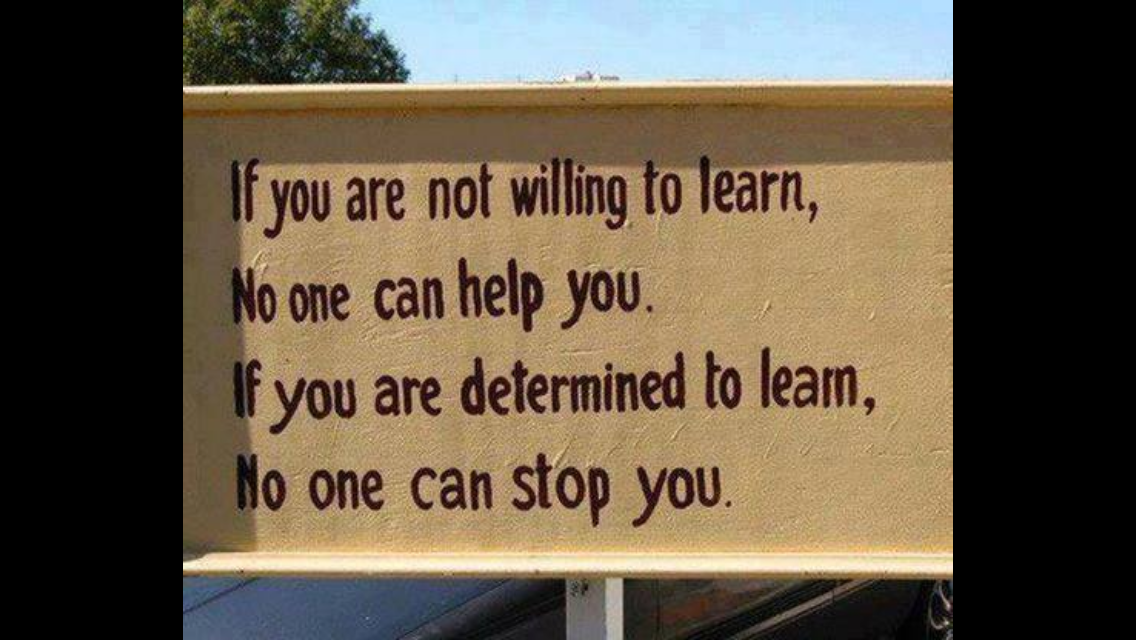 If you are not willing to learn,
No one can help you.
If you are determined to learn,
No one can stop you.